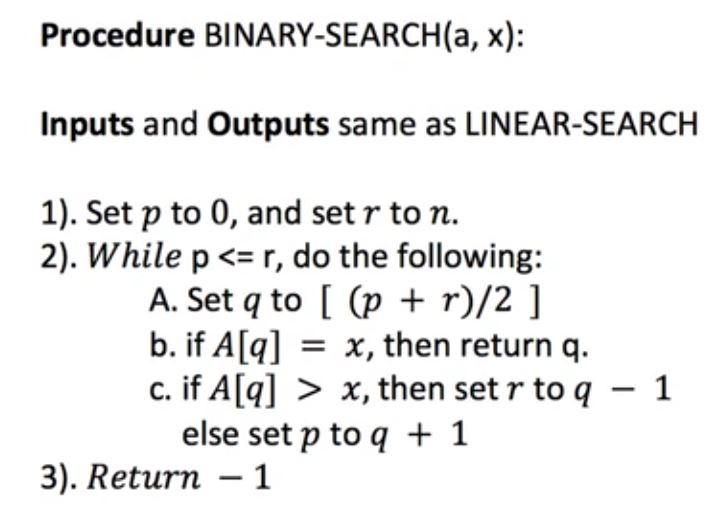 Procedure BINARY-SEARCH(a, x):
Inputs and Outputs same as LINEAR-SEARCH
1). Set p to 0, and set r to n.
2). While p <= r, do the following:
A. Set q to [ (p + r)/2 ]
b. if A[q] = x, then return q.
c. if A[q] > x, then set r to q − 1
else set p to q + 1
3). Return − 1